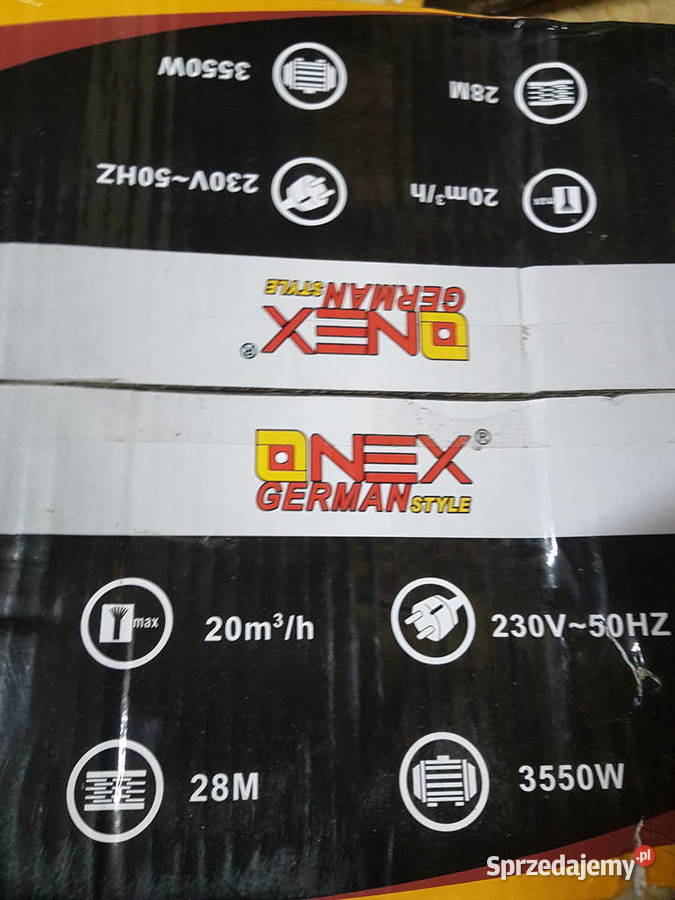 3550W
28M
230V~50HZ
20m³/h
max
ONEX®
GERMAN STYLE
ONEX®
GERMAN STYLE
max
20m³/h
230V~50HZ
28M
3550W
Sprzedajemy.pl